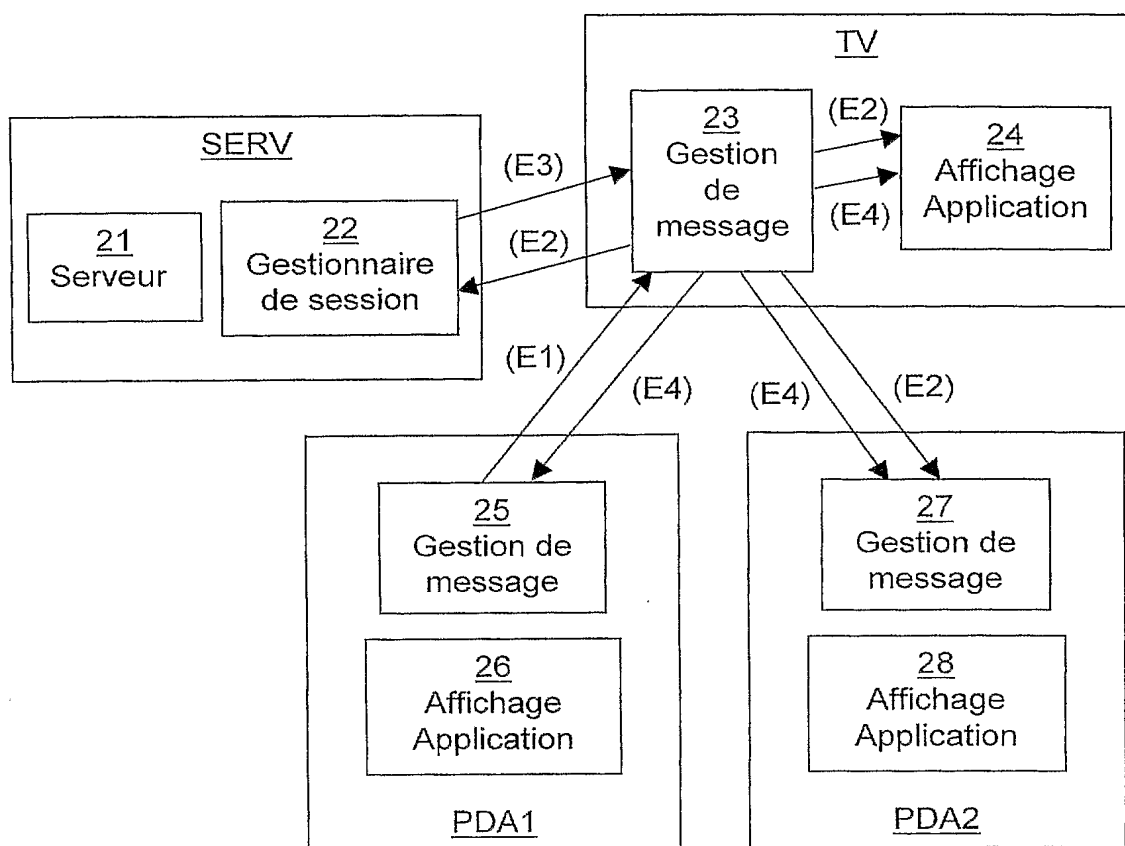 TV
SERV
21
Serveur
22
Gestionnaire
de session
(E3)
(E2)
23
Gestion
de
message
(E2)
(E4)
24
Affichage
Application
(E1)
(E4)
(E4)
(E2)
25
Gestion de
message
26
Affichage
Application
PDA1
27
Gestion de
message
28
Affichage
Application
PDA2